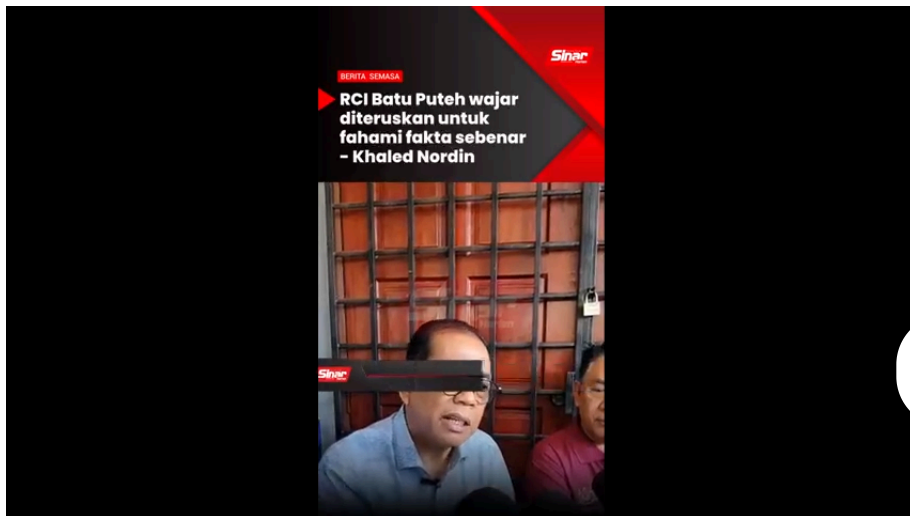 Sinar
BERITA SEMASA
RCI Batu Puteh wajar
diteruskan untuk
fahami fakta sebenar
- Khaled Nordin
Sinar